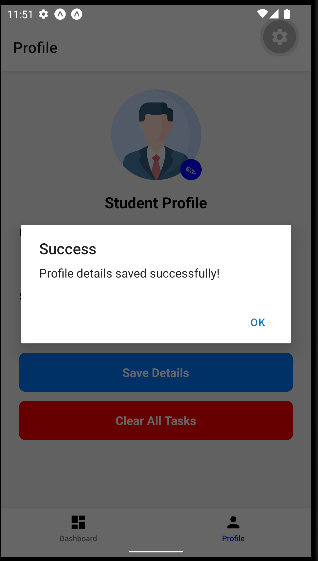 11:51
Profile
Student Profile
Success
Profile details saved successfully!
OK
Save Details
Clear All Tasks
Dashboard
Profile